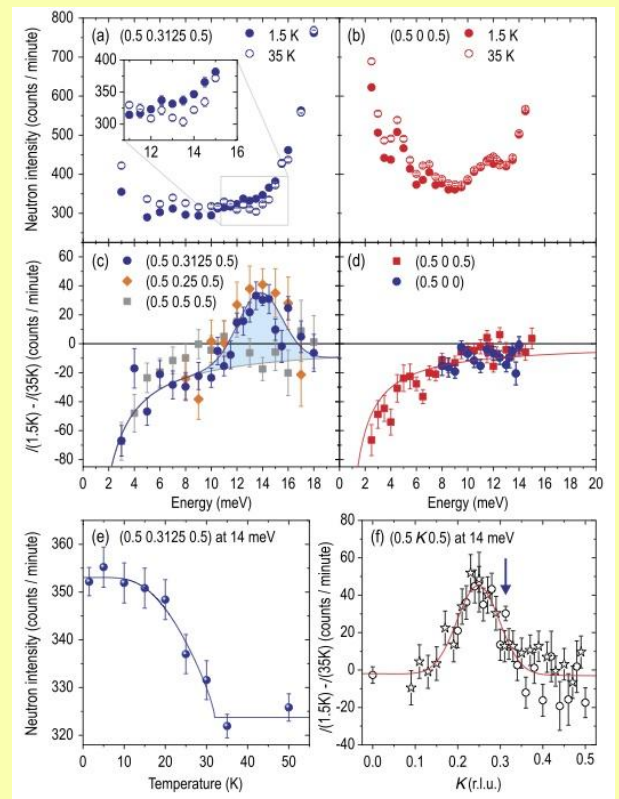 (a) (0.5 0.3125 0.5) 1.5 K
35 K
(b) (0.5 0 0.5) 1.5 K
35 K
Neutron intensity (counts / minute)
800
700
600
500
400
300
400
350
300
12 14 16
(c) (0.5 0.3125 0.5)
(0.5 0.25 0.5)
(0.5 0.5 0.5)
(d) (0.5 0 0.5)
(0.5 0 0)
I(1.5K) - I(35K) (counts / minute)
60
40
20
0
-20
-40
-60
-80
0 2 4 6 8 10 12 14 16 18 0 2 4 6 8 10 12 14 16 18 20
Energy (meV) Energy (meV)
(e) (0.5 0.3125 0.5) at 14 meV
Neutron intensity (counts / minute)
360
350
340
330
320
0 10 20 30 40 50
Temperature (K)
(f) (0.5 K 0.5) at 14 meV
I(1.5K) - I(35K) (counts / minute)
80
60
40
20
0
-20
-40
0.0 0.1 0.2 0.3 0.4 0.5
K (r.l.u.)